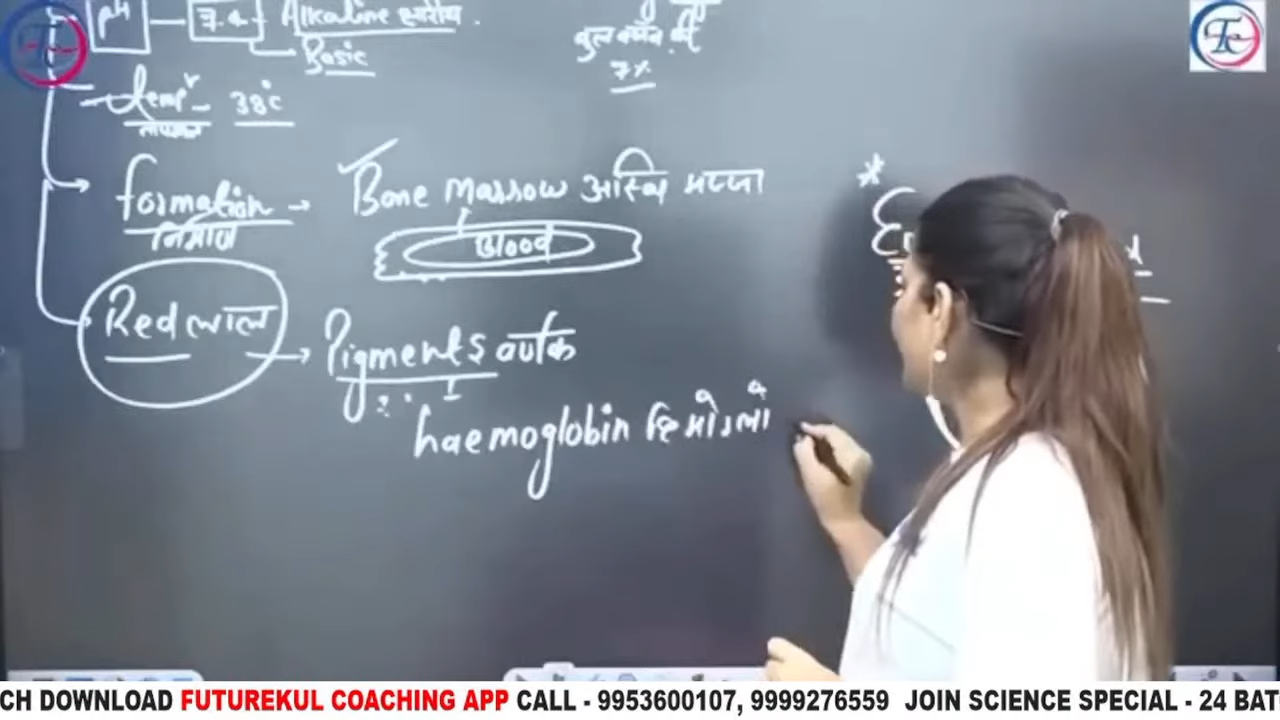 pH 7.4 Alkaline क्षारीय .
Basic
7%
Temp - 38°c
तापमान
formation → Bone Marrow अस्थि मज्जा
निर्माण
Blood
Red लाल → Pigments वर्णक
haemoglobin हिमोग्लो
CH DOWNLOAD FUTUREKUL COACHING APP CALL - 9953600107, 9999276559 JOIN SCIENCE SPECIAL - 24 BAT